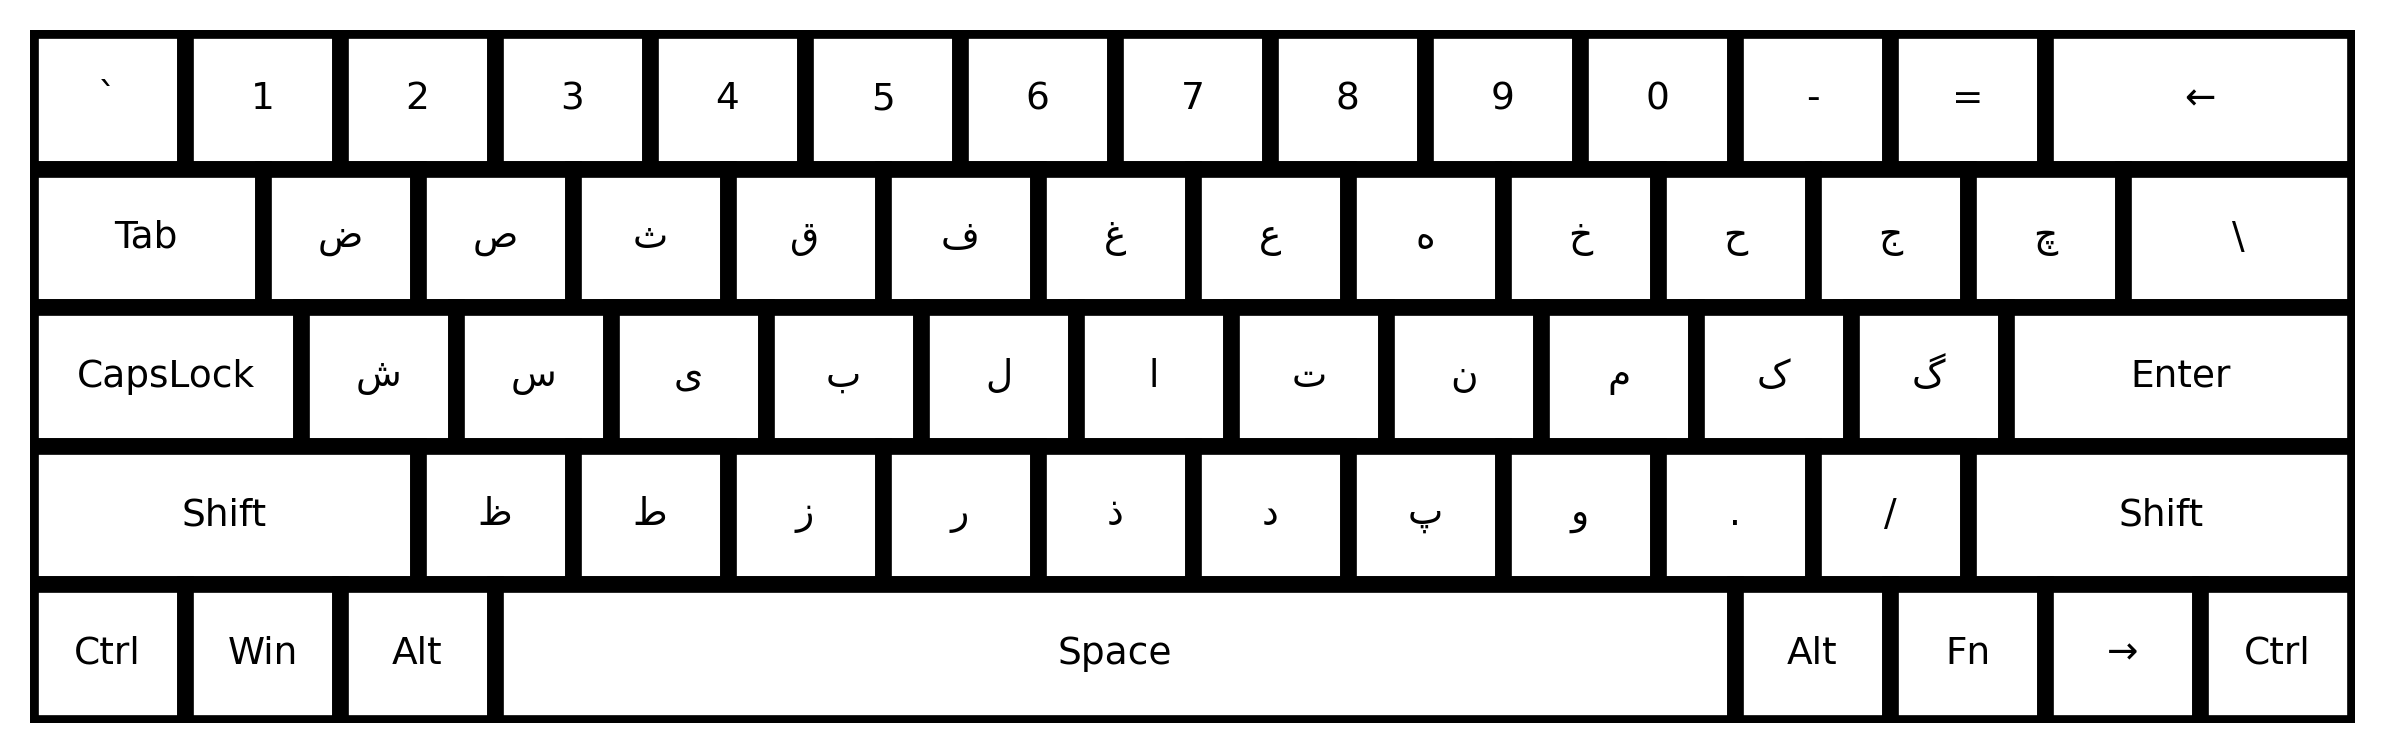 ` 1 2 3 4 5 6 7 8 9 0 - = ←
Tab ض ص ث ق ف غ ع ه خ ح ج چ \
CapsLock ش س ی ب ل ا ت ن م ک گ Enter
Shift ظ ط ز ر ذ د پ و . / Shift
Ctrl Win Alt Space Alt Fn → Ctrl